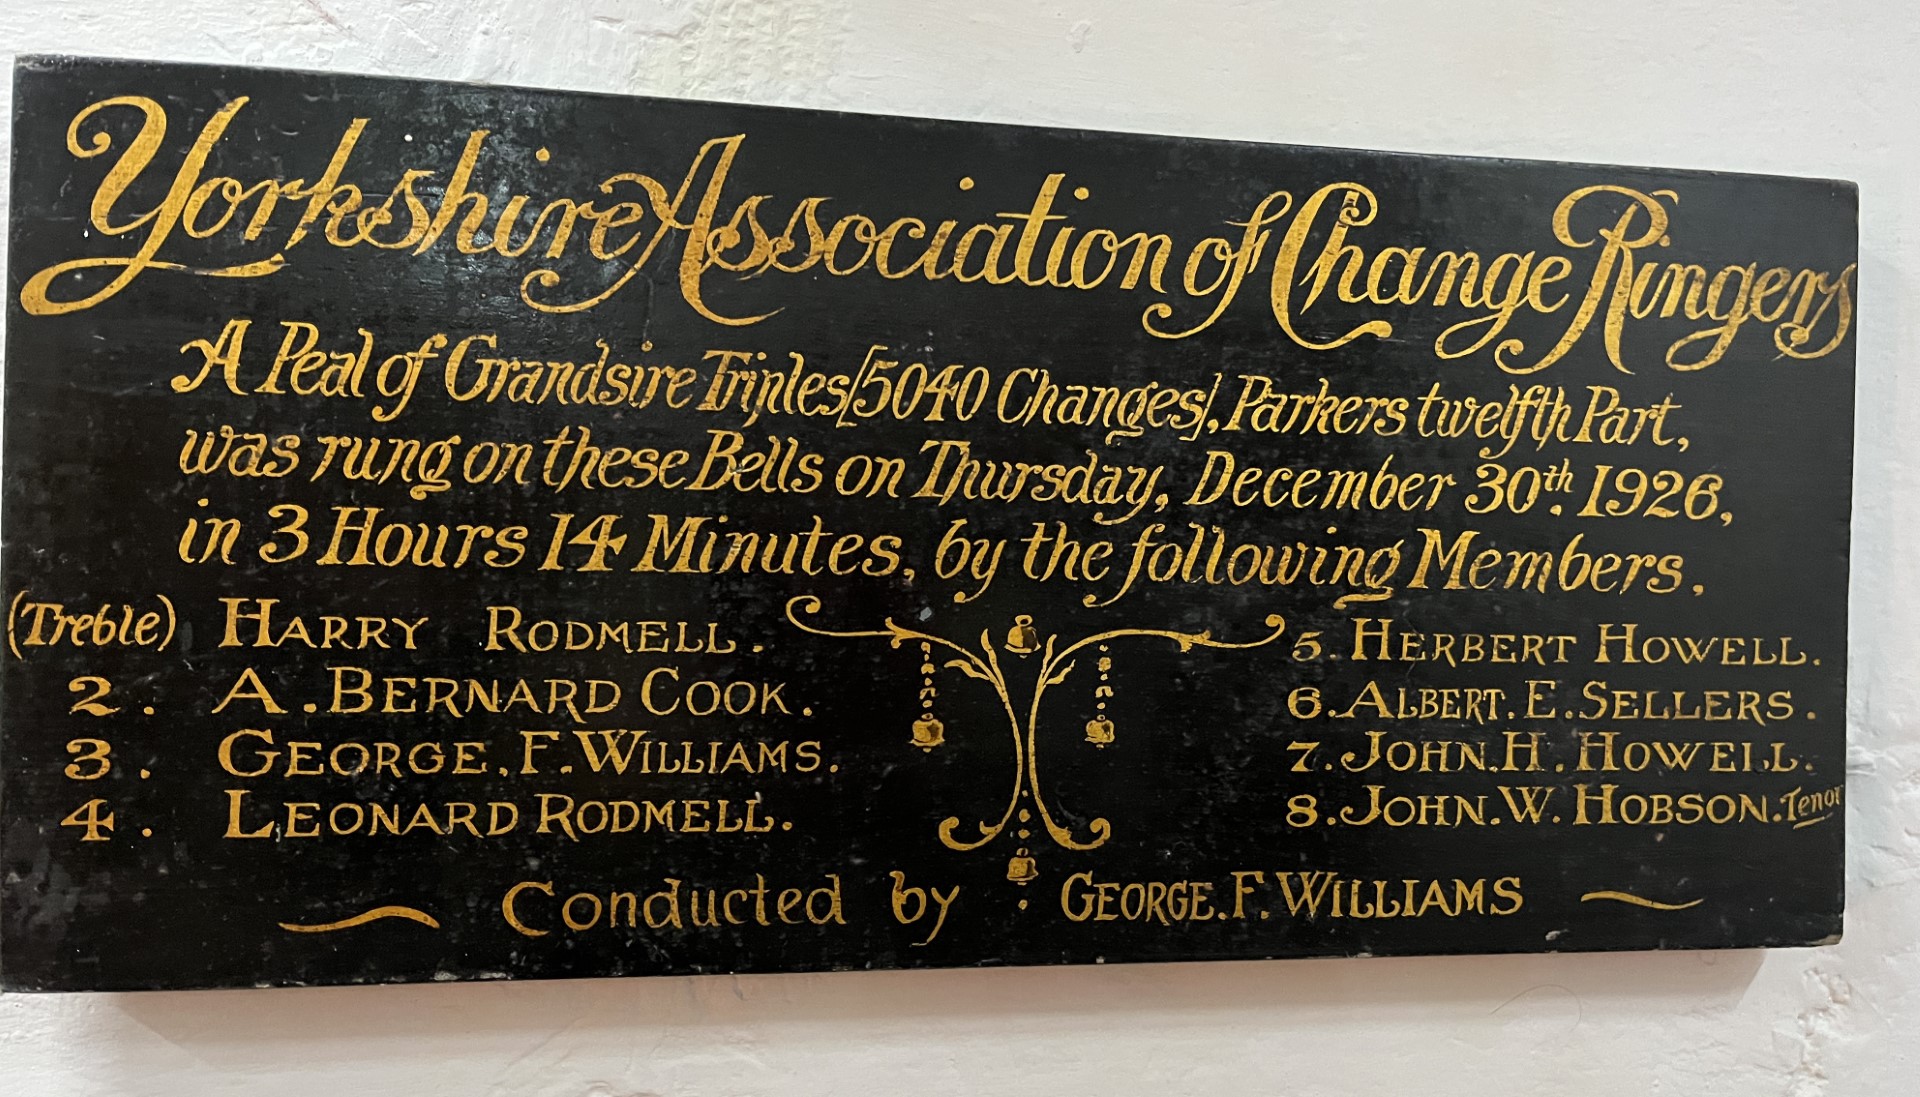 Yorkshire Association of Change Ringers
A Peal of Grandsire Triples [5040 Changes], Parkers twelfth Part,
was rung on these Bells on Thursday, December 30th. 1926,
in 3 Hours 14 Minutes, by the following Members.
(Treble) HARRY RODMELL.
2. A. BERNARD COOK.
3. GEORGE. F. WILLIAMS.
4. LEONARD RODMELL.
5. HERBERT HOWELL.
6. ALBERT. E. SELLERS.
7. JOHN. H. HOWELL.
8. JOHN. W. HOBSON. Tenor
Conducted by GEORGE. F. WILLIAMS